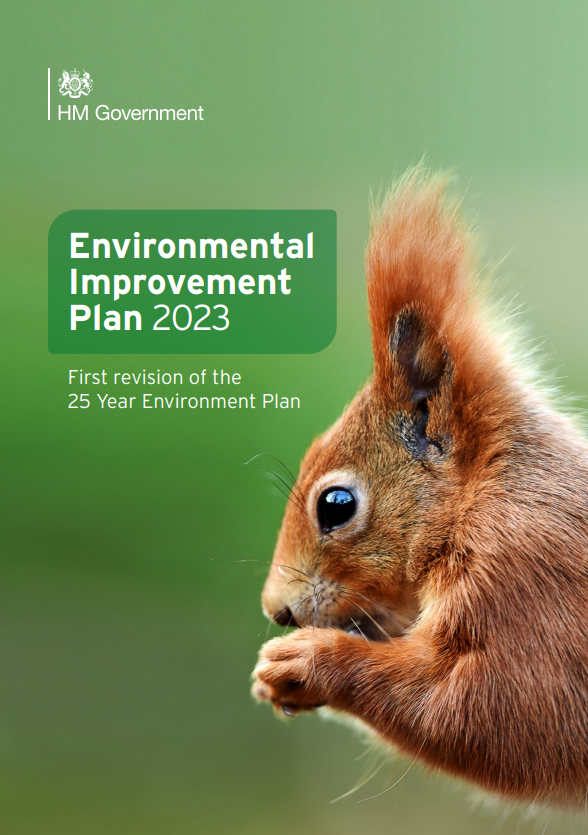 HM Government
Environmental
Improvement
Plan 2023
First revision of the
25 Year Environment Plan